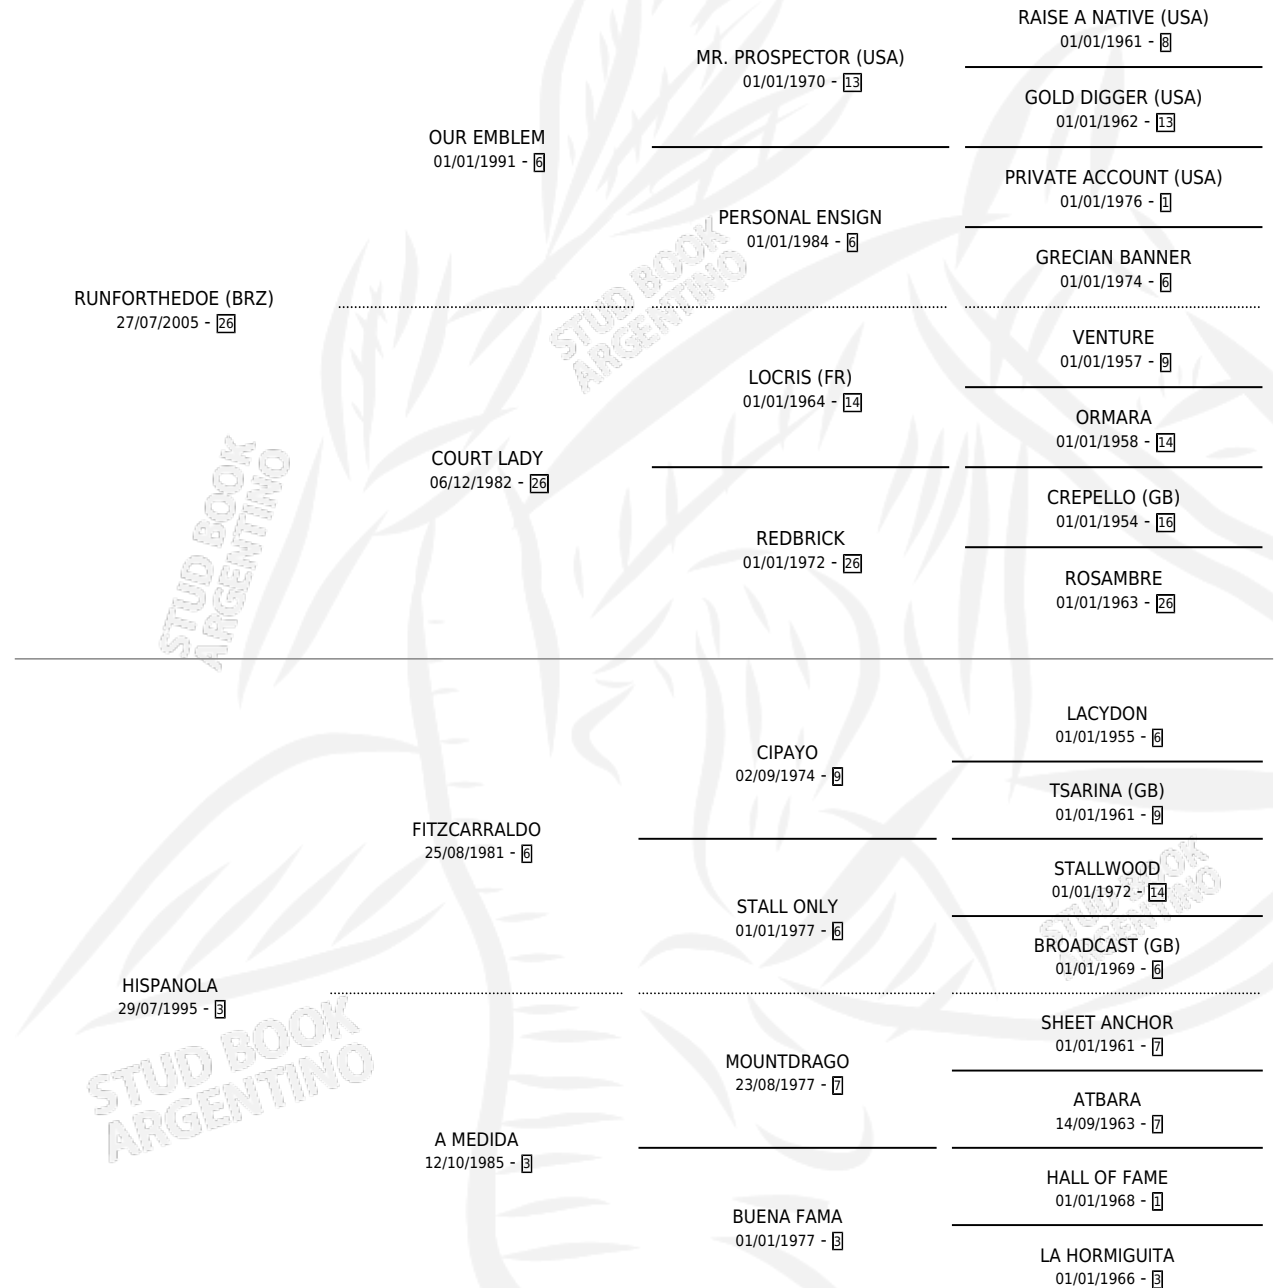 RAISE A NATIVE (USA)
01/01/1961 - 8
MR. PROSPECTOR (USA)
01/01/1970 - 13
GOLD DIGGER (USA)
01/01/1962 - 13
OUR EMBLEM
01/01/1991 - 6
PRIVATE ACCOUNT (USA)
01/01/1976 - 1
PERSONAL ENSIGN
01/01/1984 - 6
GRECIAN BANNER
01/01/1974 - 6
RUNFORTHEDOE (BRZ)
27/07/2005 - 26
STUD BOOK
ARGENTINO
VENTURE
01/01/1957 - 9
LOCRIS (FR)
01/01/1964 - 14
ORMARA
01/01/1958 - 14
COURT LADY
06/12/1982 - 26
CREPELLO (GB)
01/01/1954 - 16
REDBRICK
01/01/1972 - 26
ROSAMBRE
01/01/1963 - 26
STUD BOOK
ARGENTINO
LACYDON
01/01/1955 - 6
CIPAYO
02/09/1974 - 9
TSARINA (GB)
01/01/1961 - 9
FITZCARRALDO
25/08/1981 - 6
STALLWOOD
01/01/1972 - 14
STALL ONLY
01/01/1977 - 6
BROADCAST (GB)
01/01/1969 - 6
STUD BOOK
ARGENTINO
HISPANOLA
29/07/1995 - 3
STUD BOOK
ARGENTINO
SHEET ANCHOR
01/01/1961 - 7
MOUNTDRAGO
23/08/1977 - 7
ATBARA
14/09/1963 - 7
A MEDIDA
12/10/1985 - 3
HALL OF FAME
01/01/1968 - 1
BUENA FAMA
01/01/1977 - 3
LA HORMIGUITA
01/01/1966 - 3